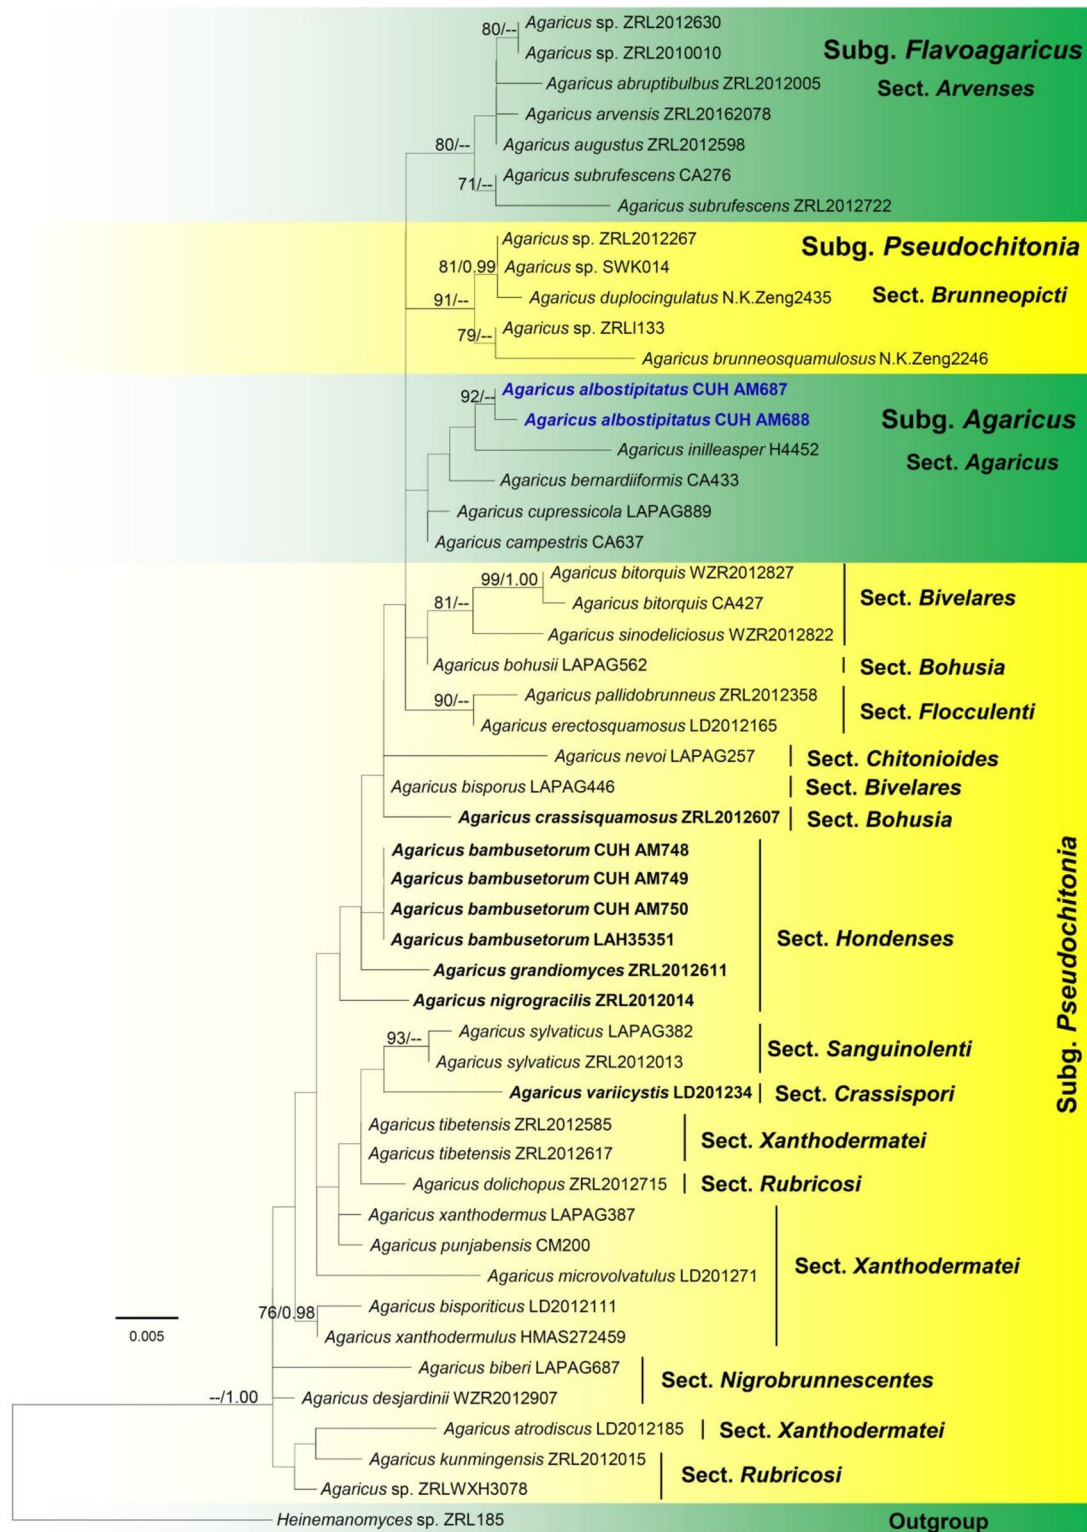 80/--
Agaricus sp. ZRL2012630
Agaricus sp. ZRL2010010
Subg. Flavoagaricus
Agaricus abruptibulbus ZRL2012005
Sect. Arvenses
Agaricus arvensis ZRL20162078
80/--
Agaricus augustus ZRL2012598
71/--
Agaricus subrufescens CA276
Agaricus subrufescens ZRL2012722
Agaricus sp. ZRL2012267
Subg. Pseudochitonia
81/0.99
Agaricus sp. SWK014
91/--
Agaricus duplocingulatus N.K.Zeng2435
Sect. Brunneopicti
79/--
Agaricus sp. ZRLI133
Agaricus brunneosquamulosus N.K.Zeng2246
92/--
Agaricus albostipitatus CUH AM687
Agaricus albostipitatus CUH AM688
Subg. Agaricus
Agaricus inilleasper H4452
Sect. Agaricus
Agaricus bernardiiformis CA433
Agaricus cupressicola LAPAG889
Agaricus campestris CA637
99/1.00
Agaricus bitorquis WZR2012827
81/--
Agaricus bitorquis CA427
Sect. Bivelares
Agaricus sinodeliciosus WZR2012822
Agaricus bohusii LAPAG562
Sect. Bohusia
90/--
Agaricus pallidobrunneus ZRL2012358
Sect. Flocculenti
Agaricus erectosquamosus LD2012165
Agaricus nevoi LAPAG257
Sect. Chitonioides
Agaricus bisporus LAPAG446
Sect. Bivelares
Agaricus crassisquamosus ZRL2012607
Sect. Bohusia
Agaricus bambusetorum CUH AM748
Agaricus bambusetorum CUH AM749
Agaricus bambusetorum CUH AM750
Agaricus bambusetorum LAH35351
Sect. Hondenses
Agaricus grandiomyces ZRL2012611
Agaricus nigrogracilis ZRL2012014
Subg. Pseudochitonia
93/--
Agaricus sylvaticus LAPAG382
Sect. Sanguinolenti
Agaricus sylvaticus ZRL2012013
Agaricus variicystis LD201234
Sect. Crassispori
Agaricus tibetensis ZRL2012585
Sect. Xanthodermatei
Agaricus tibetensis ZRL2012617
Agaricus dolichopus ZRL2012715
Sect. Rubricosi
Agaricus xanthodermus LAPAG387
Agaricus punjabensis CM200
Sect. Xanthodermatei
Agaricus microvolvatulus LD201271
76/0.98
Agaricus bisporiticus LD2012111
0.005
Agaricus xanthodermulus HMAS272459
Agaricus biberi LAPAG687
Sect. Nigrobrunnescentes
--/1.00
Agaricus desjardinii WZR2012907
Agaricus atrodiscus LD2012185
Sect. Xanthodermatei
Agaricus kunmingensis ZRL2012015
Sect. Rubricosi
Agaricus sp. ZRLWXH3078
Heinemanomyces sp. ZRL185
Outgroup